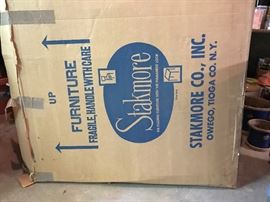 UP
FURNITURE
FRAGILE, HANDLE WITH CARE
Stakmore
STAKMORE CO., INC.
OWEGO, TIOGA CO. N.Y.